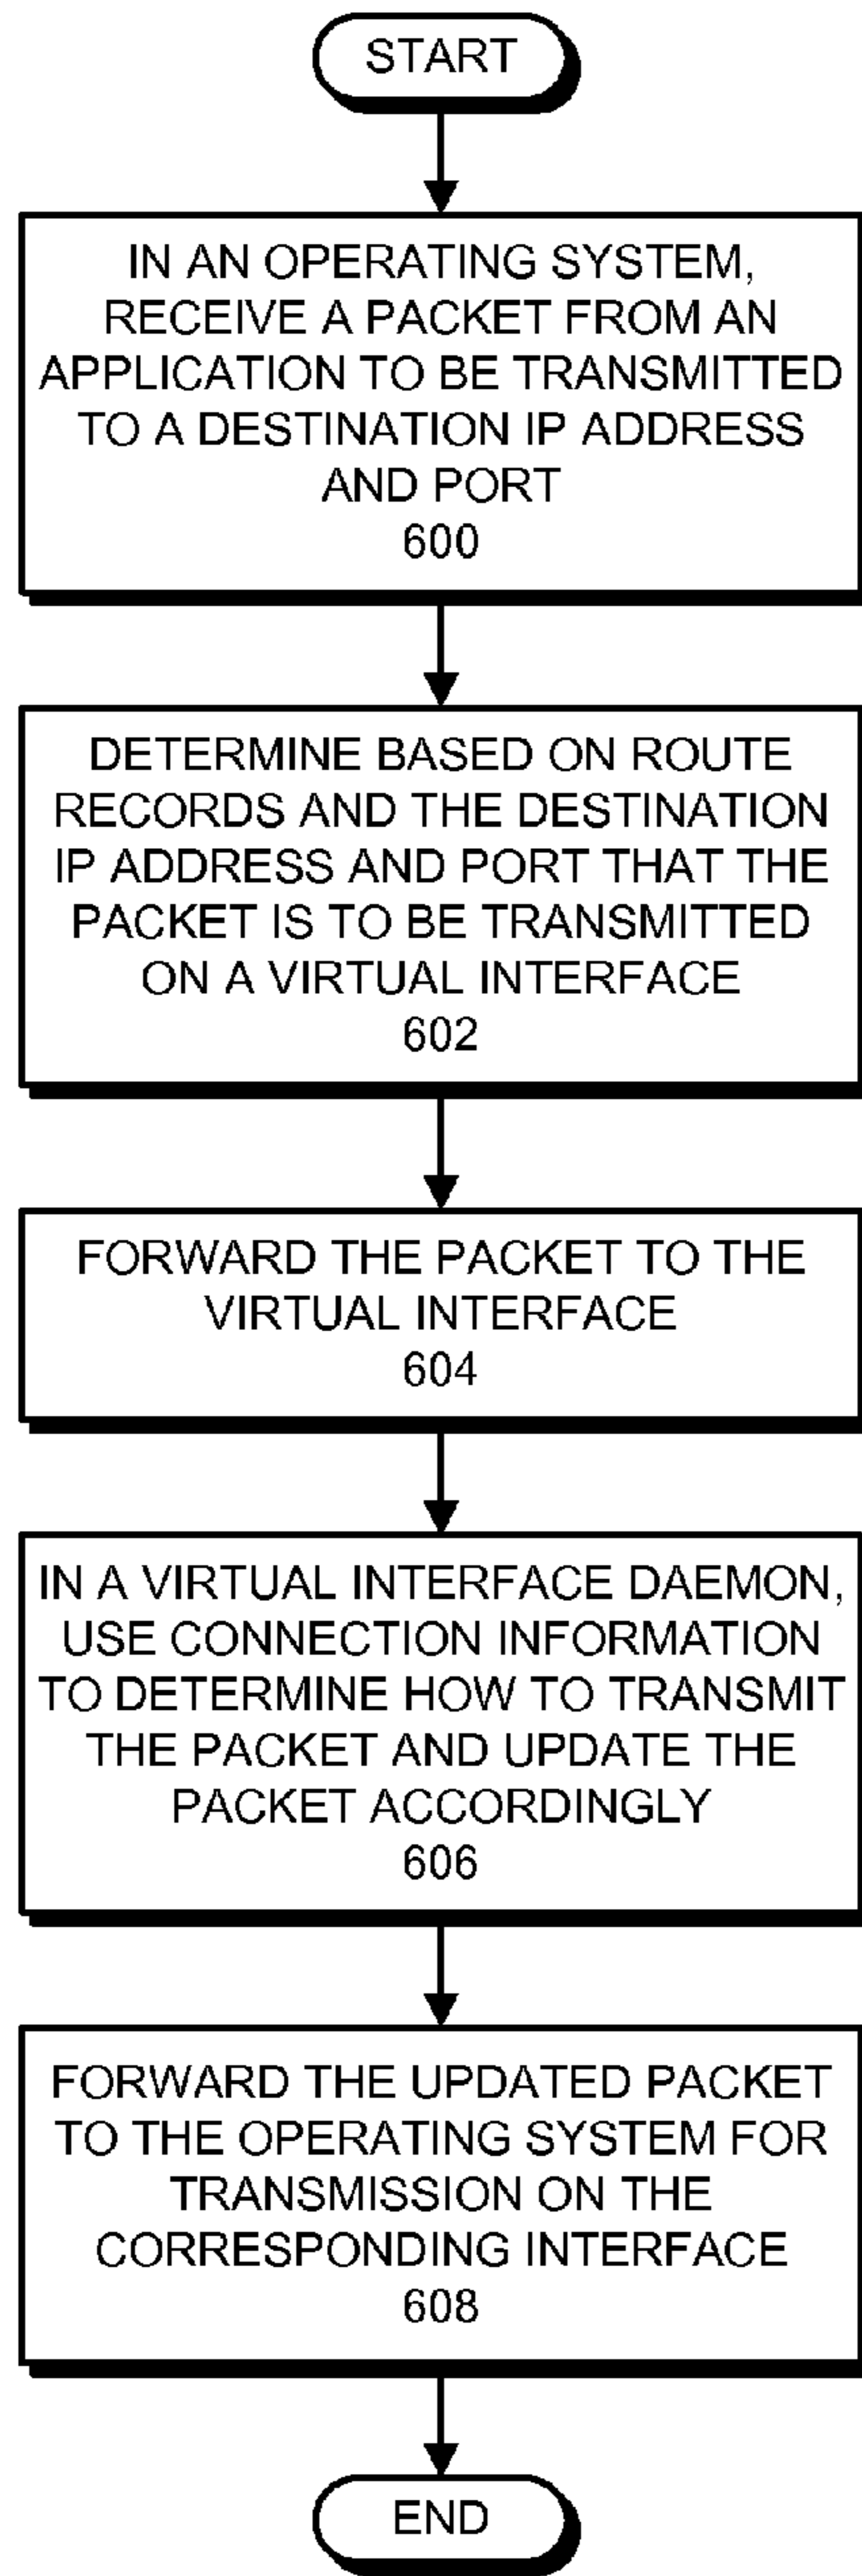 START
IN AN OPERATING SYSTEM,
RECEIVE A PACKET FROM AN
APPLICATION TO BE TRANSMITTED
TO A DESTINATION IP ADDRESS
AND PORT
600
DETERMINE BASED ON ROUTE
RECORDS AND THE DESTINATION
IP ADDRESS AND PORT THAT THE
PACKET IS TO BE TRANSMITTED
ON A VIRTUAL INTERFACE
602
FORWARD THE PACKET TO THE
VIRTUAL INTERFACE
604
IN A VIRTUAL INTERFACE DAEMON,
USE CONNECTION INFORMATION
TO DETERMINE HOW TO TRANSMIT
THE PACKET AND UPDATE THE
PACKET ACCORDINGLY
606
FORWARD THE UPDATED PACKET
TO THE OPERATING SYSTEM FOR
TRANSMISSION ON THE
CORRESPONDING INTERFACE
608
END